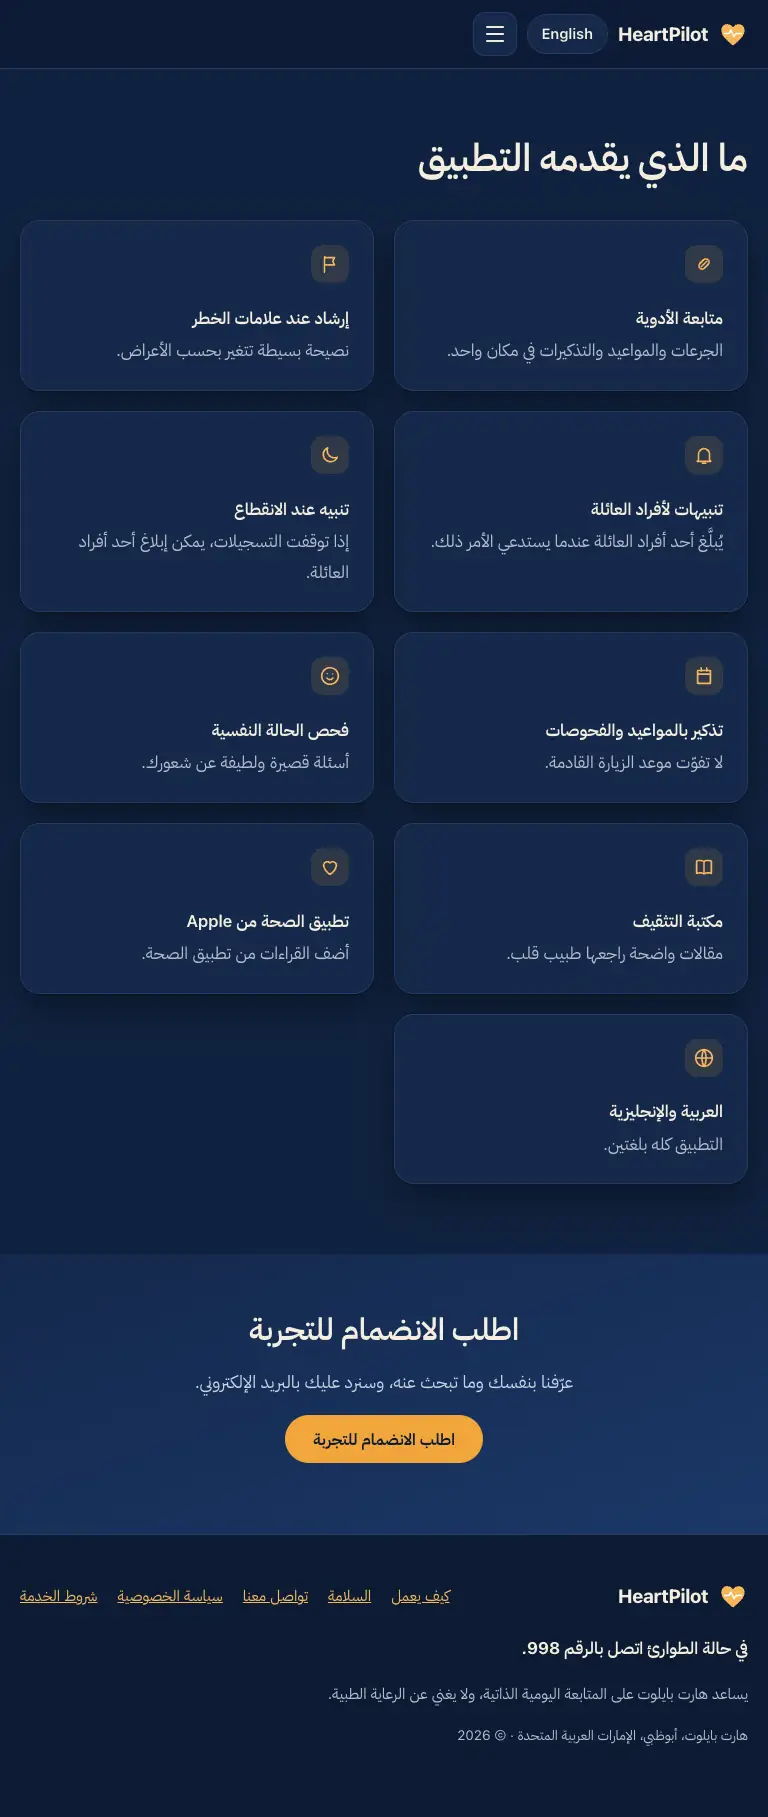 HeartPilot
English
ما الذي يقدمه التطبيق
متابعة الأدوية
الجرعات والمواعيد والتذكيرات في مكان واحد.
إرشاد عند علامات الخطر
نصيحة بسيطة تتغير بحسب الأعراض.
تنبيهات لأفراد العائلة
يُبلَّغ أحد أفراد العائلة عندما يستدعي الأمر ذلك.
تنبيه عند الانقطاع
إذا توقفت التسجيلات، يمكن إبلاغ أحد أفراد
العائلة.
تذكير بالمواعيد والفحوصات
لا تفوّت موعد الزيارة القادمة.
فحص الحالة النفسية
أسئلة قصيرة ولطيفة عن شعورك.
مكتبة التثقيف
مقالات واضحة راجعها طبيب قلب.
تطبيق الصحة من Apple
أضف القراءات من تطبيق الصحة.
العربية والإنجليزية
التطبيق كله بلغتين.
اطلب الانضمام للتجربة
عرّفنا بنفسك وما تبحث عنه، وسنرد عليك بالبريد الإلكتروني.
اطلب الانضمام للتجربة
HeartPilot
كيف يعمل السلامة تواصل معنا سياسة الخصوصية شروط الخدمة
في حالة الطوارئ اتصل بالرقم 998.
يساعد هارت بايلوت على المتابعة اليومية الذاتية، ولا يغني عن الرعاية الطبية.
هارت بايلوت، أبوظبي، الإمارات العربية المتحدة · © 2026